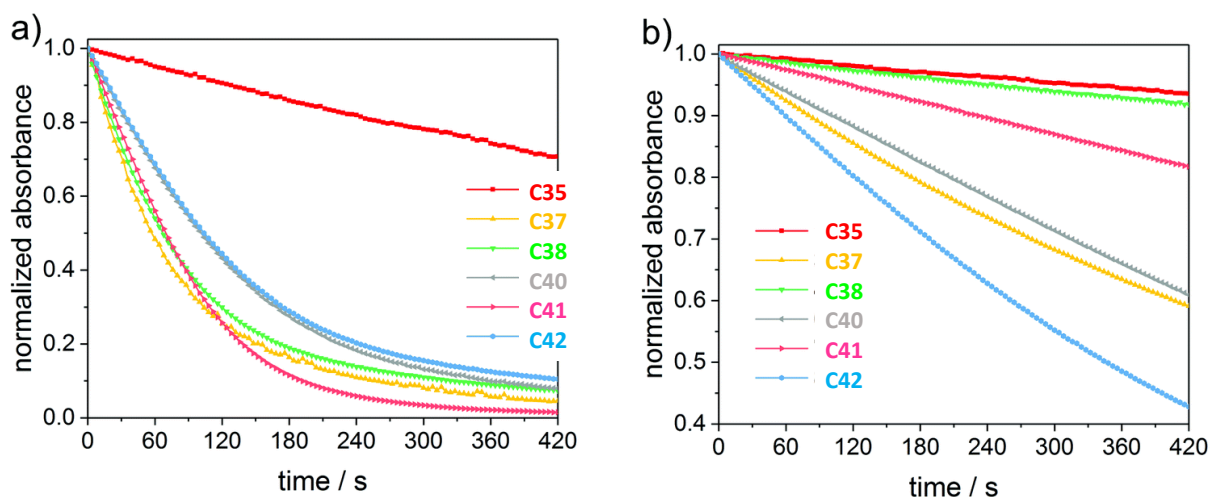 a)
normalized absorbance
1.0
0.8
0.6
0.4
0.2
0.0
C35
C37
C38
C40
C41
C42
0 60 120 180 240 300 360 420
time / s
b)
normalized absorbance
1.0
0.9
0.8
0.7
0.6
0.5
0.4
C35
C37
C38
C40
C41
C42
0 60 120 180 240 300 360 420
time / s